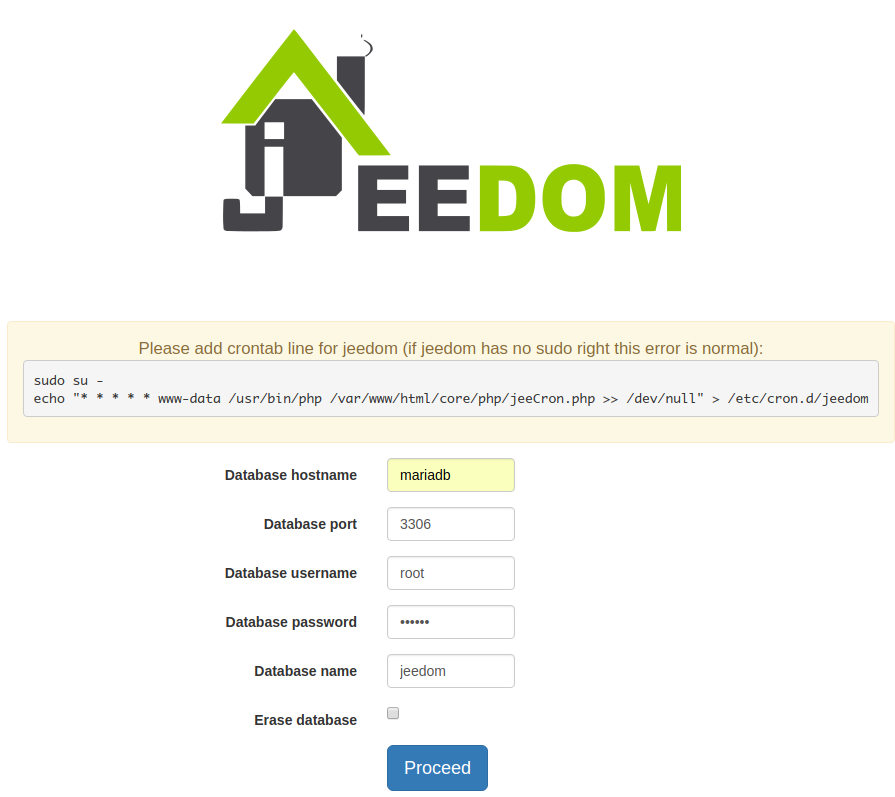 jEEDOM
Please add crontab line for jeedom (if jeedom has no sudo right this error is normal):
sudo su -
echo "* * * * * www-data /usr/bin/php /var/www/html/core/php/jeeCron.php >> /dev/null" > /etc/cron.d/jeedom
Database hostname mariadb
Database port 3306
Database username root
Database password ••••••
Database name jeedom
Erase database
Proceed